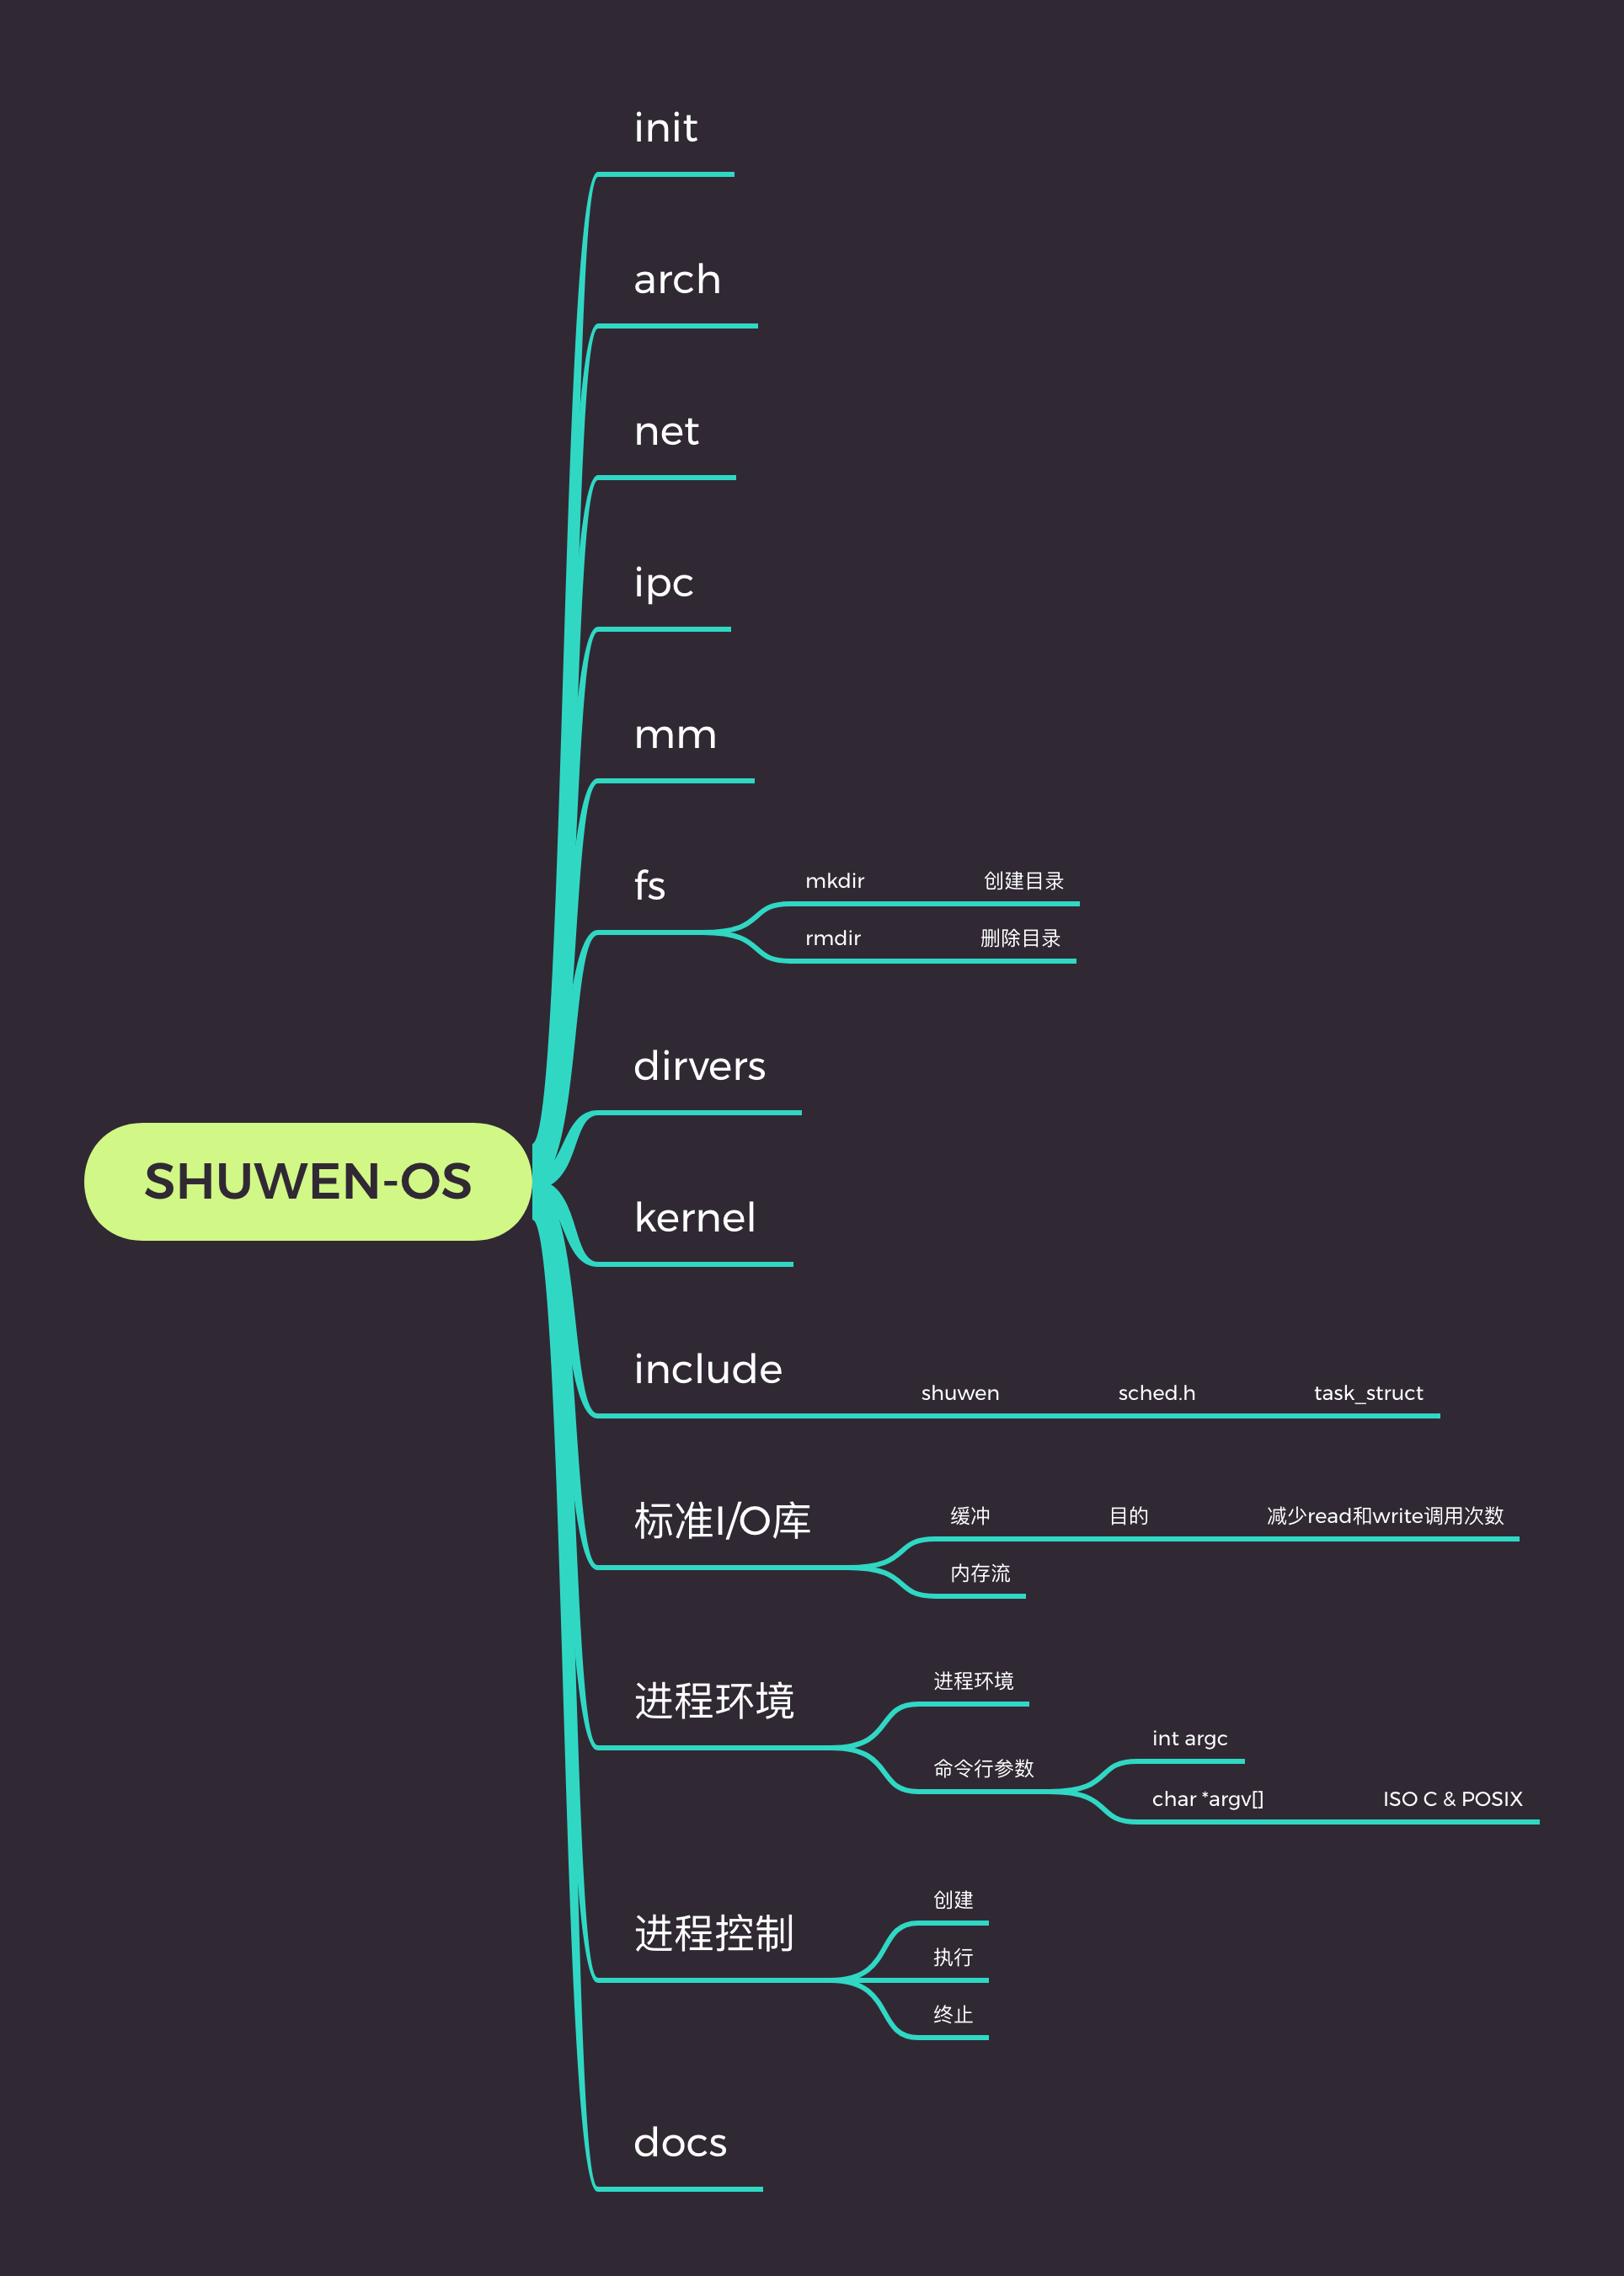 init
arch
net
ipc
mm
fs
mkdir 创建目录
rmdir 删除目录
dirvers
SHUWEN-OS
kernel
include
shuwen sched.h task_struct
标准I/O库
缓冲 目的 减少read和write调用次数
内存流
进程环境
进程环境
命令行参数
int argc
char *argv[] ISO C & POSIX
进程控制
创建
执行
终止
docs